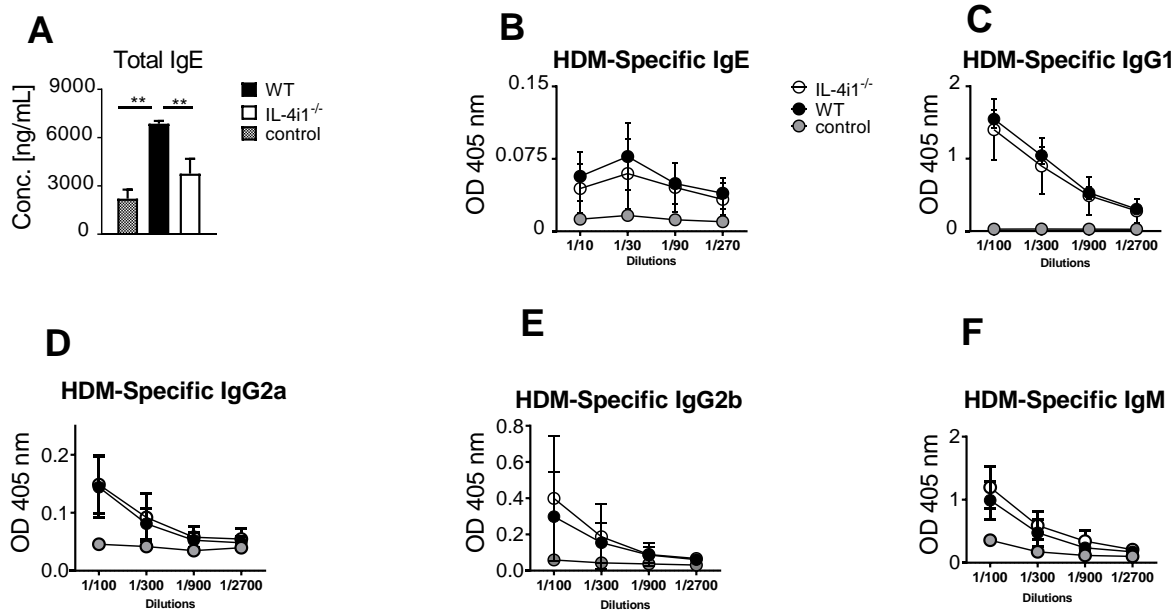 A
Total IgE
Conc. [ng/mL]
9000
6000
3000
0
**
**
WT
IL-4i1-/-
control
B
HDM-Specific IgE
OD 405 nm
0.15
0.075
0
1/10 1/30 1/90 1/270
Dilutions
IL-4i1-/-
WT
control
C
HDM-Specific IgG1
OD 405 nm
2
1
0
1/100 1/300 1/900 1/2700
Dilutions
D
HDM-Specific IgG2a
OD 405 nm
0.2
0.1
0.0
1/100 1/300 1/900 1/2700
Dilutions
E
HDM-Specific IgG2b
OD 405 nm
0.8
0.6
0.4
0.2
0.0
1/100 1/300 1/900 1/2700
Dilutions
F
HDM-Specific IgM
OD 405 nm
2
1
0
1/100 1/300 1/900 1/2700
Dilutions